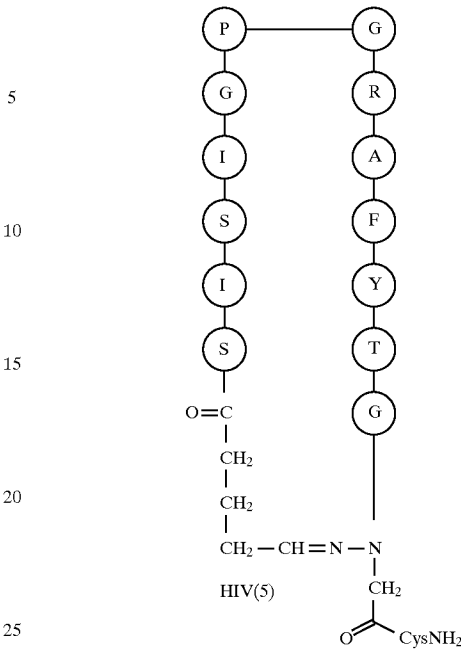 P G
5 G R
I A
10 S F
I Y
15 S T
O=C G
CH2
20 CH2
CH2—CH=N—N
HIV(5) CH2
25 O CysNH2